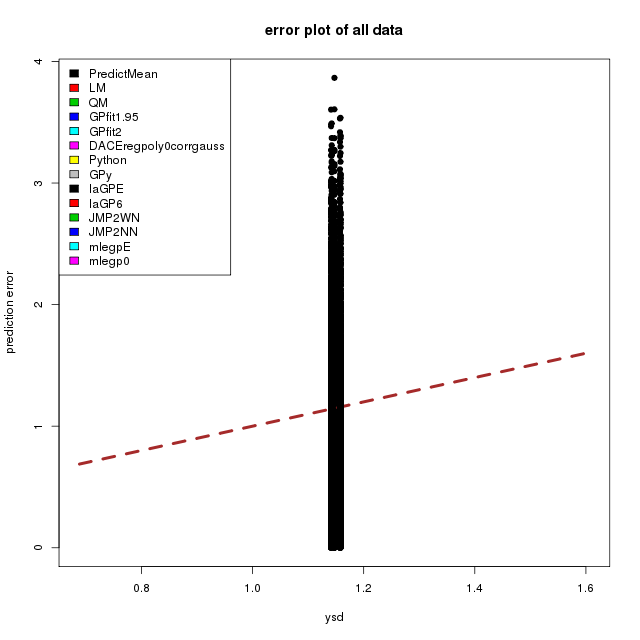 error plot of all data
PredictMean
LM
QM
GPfit1.95
GPfit2
DACEregpoly0corrgauss
Python
GPy
laGPE
laGP6
JMP2WN
JMP2NN
mlegpE
mlegp0
prediction error
4
3
2
1
0
0.8 1.0 1.2 1.4 1.6
ysd